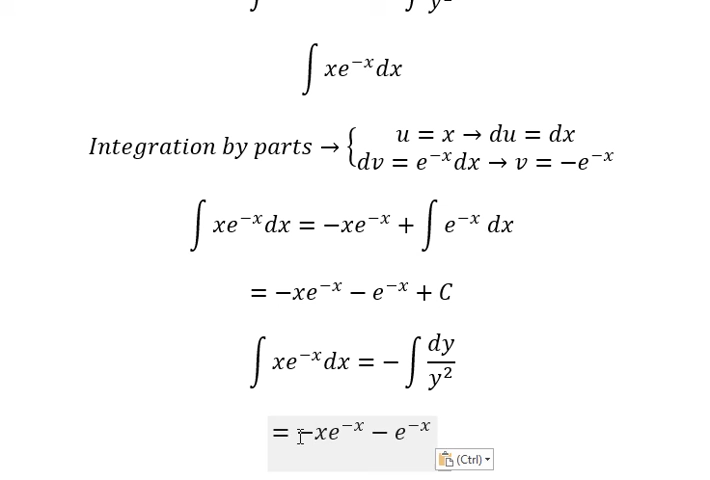 ∫ xe^{-x}dx
Integration by parts → { u = x → du = dx
dv = e^{-x}dx → v = −e^{-x}
∫ xe^{-x}dx = −xe^{-x} + ∫ e^{-x} dx
= −xe^{-x} − e^{-x} + C
∫ xe^{-x}dx = − ∫ dy/y²
= −xe^{-x} − e^{-x}
(Ctrl)